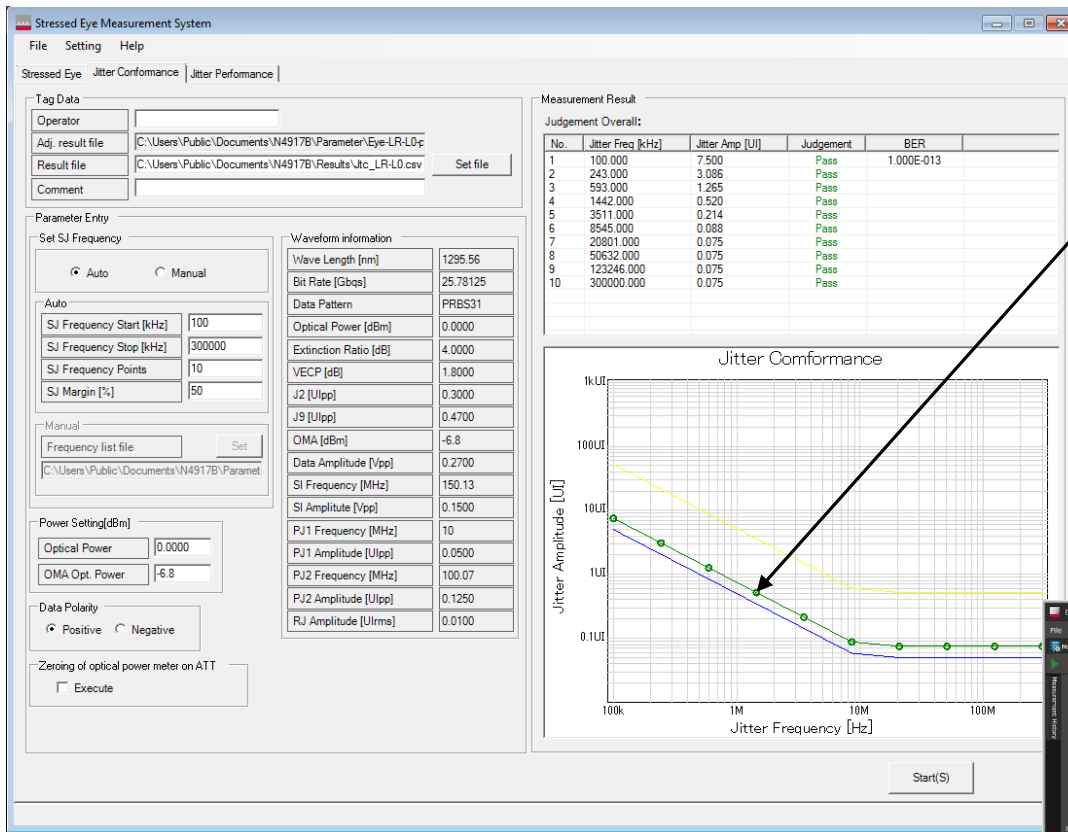 Stressed Eye Measurement System
File Setting Help
Stressed Eye Jitter Conformance Jitter Performance
Tag Data
Operator
Adj. result file C:\Users\Public\Documents\N4917B\Parameter\Eye-LR-L0-p
Result file C:\Users\Public\Documents\N4917B\Results\Jtc_LR-L0.csv Set file
Comment
Parameter Entry
Set SJ Frequency
Auto Manual
Auto
SJ Frequency Start [kHz] 100
SJ Frequency Stop [kHz] 300000
SJ Frequency Points 10
SJ Margin [%] 50
Manual
Frequency list file Set
C:\Users\Public\Documents\N4917B\Paramet
Power Setting[dBm]
Optical Power 0.0000
OMA Opt. Power -6.8
Data Polarity
Positive Negative
Zeroing of optical power meter on ATT
Execute
Waveform information
Wave Length [nm] 1295.56
Bit Rate [Gbqs] 25.78125
Data Pattern PRBS31
Optical Power [dBm] 0.0000
Extinction Ratio [dB] 4.0000
VECP [dB] 1.8000
J2 [UIpp] 0.3000
J9 [UIpp] 0.4700
OMA [dBm] -6.8
Data Amplitude [Vpp] 0.2700
SI Frequency [MHz] 150.13
SI Amplitute [Vpp] 0.1500
PJ1 Frequency [MHz] 10
PJ1 Amplitude [UIpp] 0.0500
PJ2 Frequency [MHz] 100.07
PJ2 Amplitude [UIpp] 0.1250
RJ Amplitude [UIrms] 0.0100
Measurement Result
Judgement Overall:
No. Jitter Freq [kHz] Jitter Amp [UI] Judgement BER
1 100.000 7.500 Pass 1.000E-013
2 243.000 3.086 Pass
3 593.000 1.265 Pass
4 1442.000 0.520 Pass
5 3511.000 0.214 Pass
6 8545.000 0.088 Pass
7 20801.000 0.075 Pass
8 50632.000 0.075 Pass
9 123246.000 0.075 Pass
10 300000.000 0.075 Pass
Jitter Comformance
Jitter Amplitude [UI]
1kUI
100UI
10UI
1UI
0.1UI
100k 1M 10M 100M
Jitter Frequency [Hz]
Start(S)
File
Measurement History